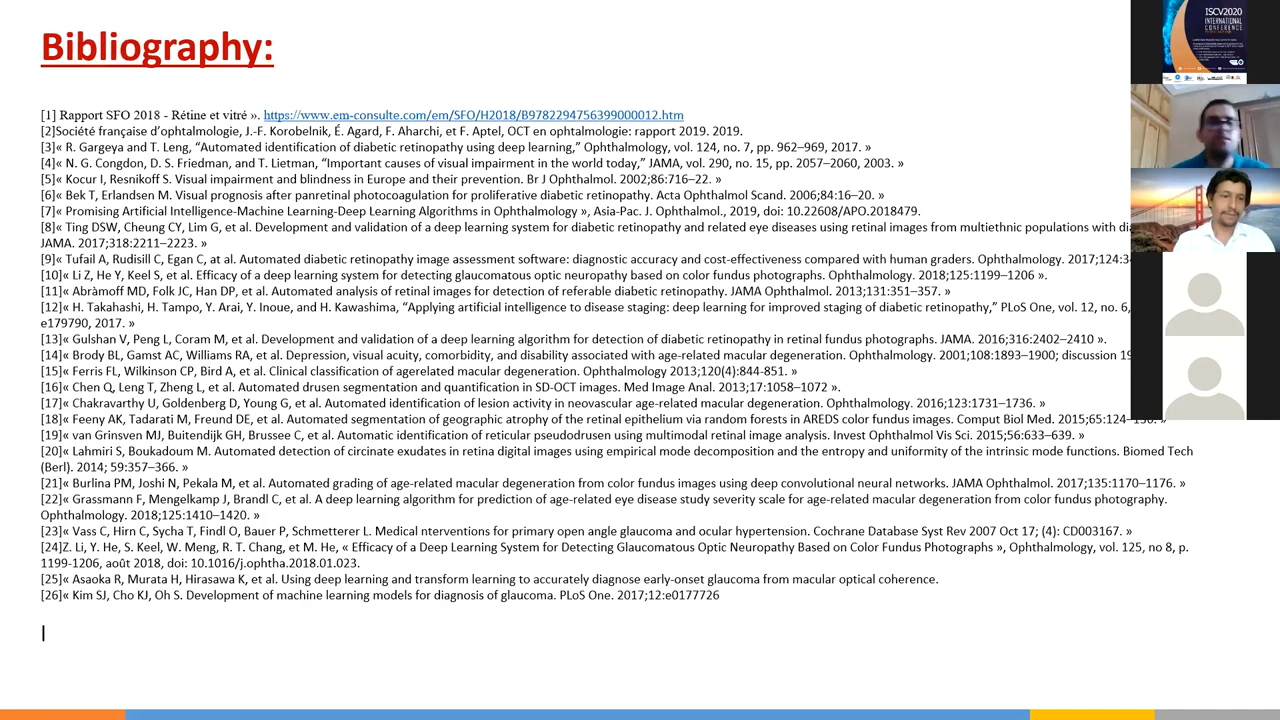 Bibliography:
[1] Rapport SFO 2018 - Rétine et vitré ». https://www.em-consulte.com/em/SFO/H2018/B9782294756399000012.htm
[2]Société française d'ophtalmologie, J.-F. Korobelnik, É. Agard, F. Aharchi, et F. Aptel, OCT en ophtalmologie: rapport 2019. 2019.
[3]« R. Gargeya and T. Leng, “Automated identification of diabetic retinopathy using deep learning,” Ophthalmology, vol. 124, no. 7, pp. 962–969, 2017. »
[4]« N. G. Congdon, D. S. Friedman, and T. Lietman, “Important causes of visual impairment in the world today,” JAMA, vol. 290, no. 15, pp. 2057–2060, 2003. »
[5]« Kocur I, Resnikoff S. Visual impairment and blindness in Europe and their prevention. Br J Ophthalmol. 2002;86:716–22. »
[6]« Bek T, Erlandsen M. Visual prognosis after panretinal photocoagulation for proliferative diabetic retinopathy. Acta Ophthalmol Scand. 2006;84:16–20. »
[7]« Promising Artificial Intelligence-Machine Learning-Deep Learning Algorithms in Ophthalmology », Asia-Pac. J. Ophthalmol., 2019, doi: 10.22608/APO.2018479.
[8]« Ting DSW, Cheung CY, Lim G, et al. Development and validation of a deep learning system for diabetic retinopathy and related eye diseases using retinal images from multiethnic populations with
JAMA. 2017;318:2211–2223. »
[9]« Tufail A, Rudisill C, Egan C, at al. Automated diabetic retinopathy image assessment software: diagnostic accuracy and cost-effectiveness compared with human graders. Ophthalmology.
[10]« Li Z, He Y, Keel S, et al. Efficacy of a deep learning system for detecting glaucomatous optic neuropathy based on color fundus photographs. Ophthalmology. 2018;125:1199–1206 ».
[11]« Abràmoff MD, Folk JC, Han DP, et al. Automated analysis of retinal images for detection of referable diabetic retinopathy. JAMA Ophthalmol. 2013;131:351–357. »
[12]« H. Takahashi, H. Tampo, Y. Arai, Y. Inoue, and H. Kawashima, “Applying artificial intelligence to disease staging: deep learning for improved staging of diabetic retinopathy,” PLoS One, vol. 12, no. 6,
e179790, 2017. »
[13]« Gulshan V, Peng L, Coram M, et al. Development and validation of a deep learning algorithm for detection of diabetic retinopathy in retinal fundus photographs. JAMA. 2016;316:2402–2410 ».
[14]« Brody BL, Gamst AC, Williams RA, et al. Depression, visual acuity, comorbidity, and disability associated with age-related macular degeneration. Ophthalmology. 2001;108:1893–1900; discussion
[15]« Ferris FL, Wilkinson CP, Bird A, et al. Clinical classification of agerelated macular degeneration. Ophthalmology 2013;120(4):844-851. »
[16]« Chen Q, Leng T, Zheng L, et al. Automated drusen segmentation and quantification in SD-OCT images. Med Image Anal. 2013;17:1058–1072 ».
[17]« Chakravarthy U, Goldenberg D, Young G, et al. Automated identification of lesion activity in neovascular age-related macular degeneration. Ophthalmology. 2016;123:1731–1736. »
[18]« Feeny AK, Tadarati M, Freund DE, et al. Automated segmentation of geographic atrophy of the retinal epithelium via random forests in AREDS color fundus images. Comput Biol Med. »
[19]« van Grinsven MJ, Buitendijk GH, Brussee C, et al. Automatic identification of reticular pseudodrusen using multimodal retinal image analysis. Invest Ophthalmol Vis Sci. 2015;56:633–639. »
[20]« Lahmiri S, Boukadoum M. Automated detection of circinate exudates in retina digital images using empirical mode decomposition and the entropy and uniformity of the intrinsic mode functions. Biomed Tech
(Berl). 2014; 59:357–366. »
[21]« Burlina PM, Joshi N, Pekala M, et al. Automated grading of age-related macular degeneration from color fundus images using deep convolutional neural networks. JAMA Ophthalmol. 2017;135:1170–1176. »
[22]« Grassmann F, Mengelkamp J, Brandl C, et al. A deep learning algorithm for prediction of age-related eye disease study severity scale for age-related macular degeneration from color fundus photography.
Ophthalmology. 2018;125:1410–1420. »
[23]« Vass C, Hirn C, Sycha T, Findl O, Bauer P, Schmetterer L. Medical nterventions for primary open angle glaucoma and ocular hypertension. Cochrane Database Syst Rev 2007 Oct 17; (4): CD003167. »
[24]Z. Li, Y. He, S. Keel, W. Meng, R. T. Chang, et M. He, « Efficacy of a Deep Learning System for Detecting Glaucomatous Optic Neuropathy Based on Color Fundus Photographs », Ophthalmology, vol. 125, no 8, p.
1199-1206, août 2018, doi: 10.1016/j.ophtha.2018.01.023.
[25]« Asaoka R, Murata H, Hirasawa K, et al. Using deep learning and transform learning to accurately diagnose early-onset glaucoma from macular optical coherence.
[26]« Kim SJ, Cho KJ, Oh S. Development of machine learning models for diagnosis of glaucoma. PLoS One. 2017;12:e0177726
ISCV2020
INTERNATIONAL
CONFERENCE